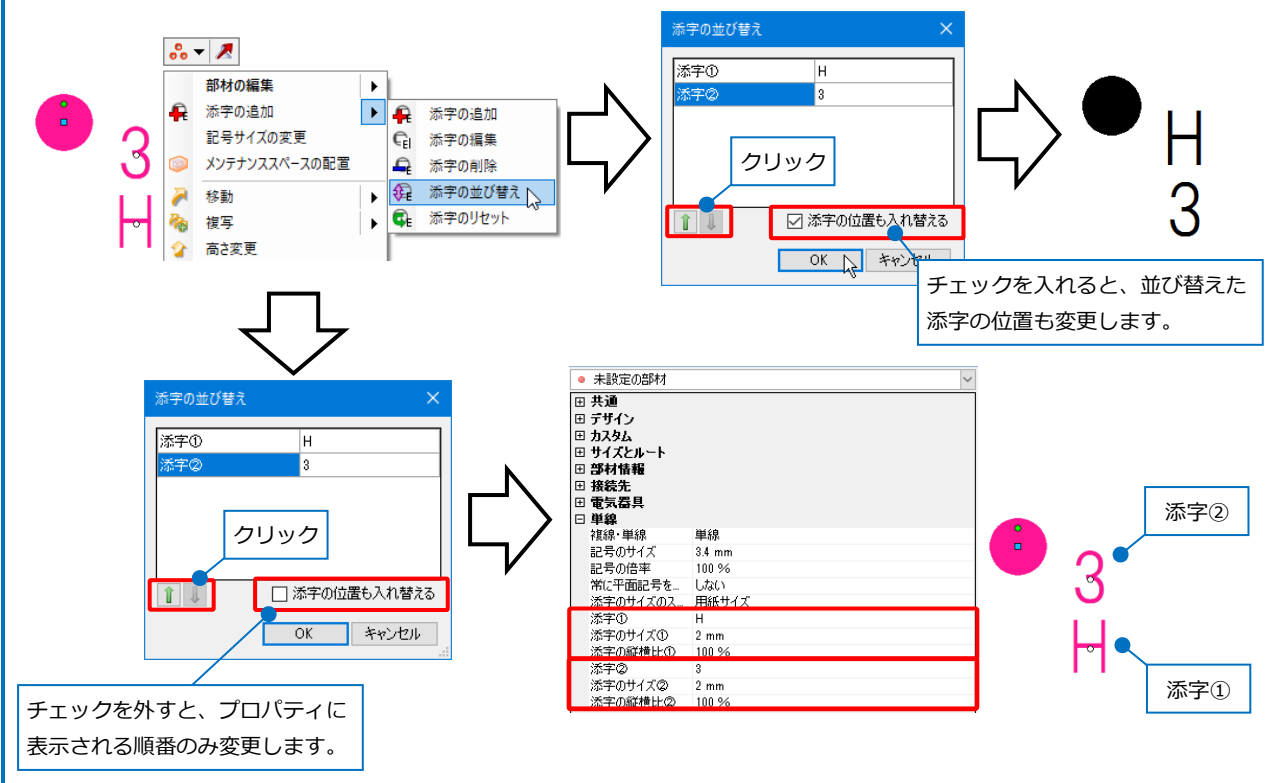 部材の編集
添字の追加
記号サイズの変更
メンテナンススペースの配置
移動
複写
高さ変更
添字の追加
添字の編集
添字の削除
添字の並び替え
添字のリセット
3
H
添字の並び替え
添字① H
添字② 3
クリック
添字の位置も入れ替える
OK キャンセル
チェックを入れると、並び替えた
添字の位置も変更します。
H
3
添字の並び替え
添字① H
添字② 3
クリック
添字の位置も入れ替える
OK キャンセル
チェックを外すと、プロパティに
表示される順番のみ変更します。
未設定の部材
共通
デザイン
カスタム
サイズとルート
部材情報
接続先
電気器具
単線
複線・単線 単線
記号のサイズ 3.4 mm
記号の倍率 100 %
常に平面記号を... しない
添字のサイズのス... 用紙サイズ
添字① H
添字のサイズ① 2 mm
添字の縦横比① 100 %
添字② 3
添字のサイズ② 2 mm
添字の縦横比② 100 %
添字②
3
H
添字①